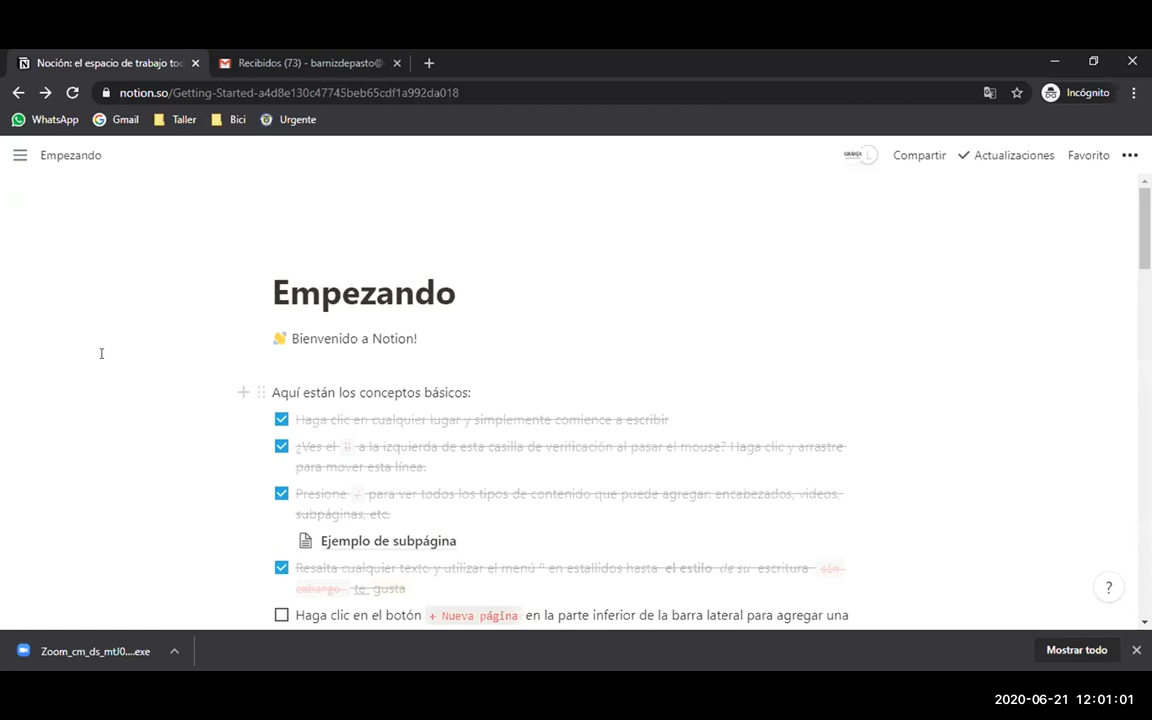 Noción: el espacio de trabajo tod
Recibidos (73) - barnizdepasto@
notion.so/Getting-Started-a4d8e130c47745beb65cdf1a992da018
Incógnito
WhatsApp
Gmail
Taller
Bici
Urgente
Empezando
GRANJA
L
Compartir
Actualizaciones
Favorito
Empezando
👋 Bienvenido a Notion!
Aquí están los conceptos básicos:
Haga clic en cualquier lugar y simplemente comience a escribir
¿Ves el ⠿ a la izquierda de esta casilla de verificación al pasar el mouse? Haga clic y arrastre
para mover esta línea.
Presione / para ver todos los tipos de contenido que puede agregar: encabezados, videos,
subpáginas, etc.
Ejemplo de subpágina
Resalta cualquier texto y utilizar el menú ^ en estallidos hasta el estilo de su escritura sin
embargo te gusta
Haga clic en el botón + Nueva página en la parte inferior de la barra lateral para agregar una
?
Zoom_cm_ds_mtJ0....exe
Mostrar todo
2020-06-21 12:01:01